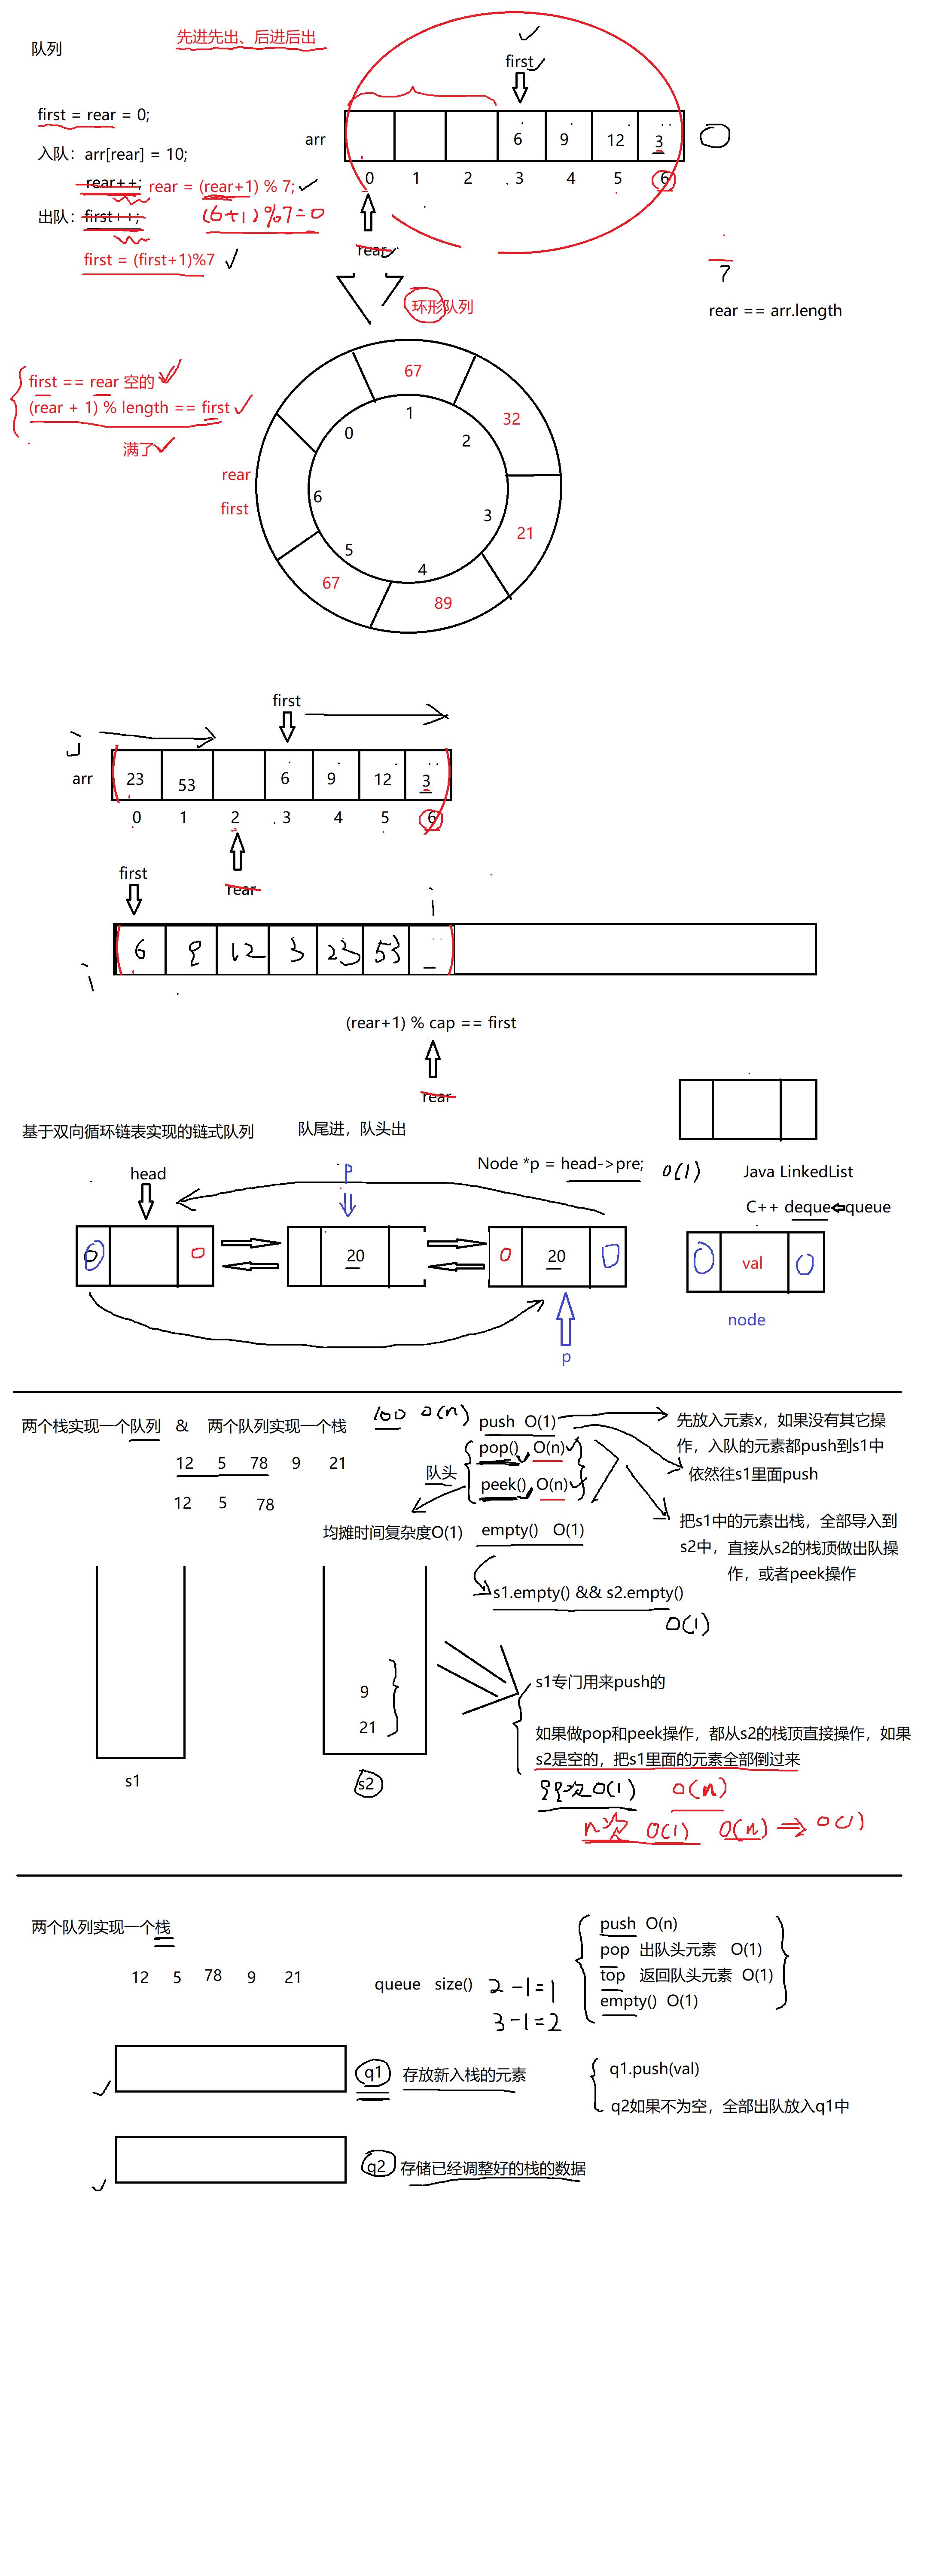 队列
先进先出、后进后出
first
first = rear = 0;
arr
6 9 12 3
0 1 2 3 4 5 6
入队：arr[rear] = 10;
rear++; rear = (rear+1) % 7;
出队：first++;
(6+1)%7=0
first = (first+1)%7
rear
7
rear == arr.length
环形队列
first == rear 空的
(rear + 1) % length == first
满了
67
32
21
89
67
0
1
2
3
4
5
6
rear
first
first
j
arr
23 53 6 9 12 3
0 1 2 3 4 5 6
rear
first
i
6 9 12 3 23 53
i
(rear+1) % cap == first
rear
基于双向循环链表实现的链式队列
队尾进，队头出
Node *p = head->pre; O(1)
Java LinkedList
C++ deque queue
head
p
20
20
val
node
p
两个栈实现一个队列 & 两个队列实现一个栈
100 O(n)
12 5 78 9 21
12 5 78
push O(1)
队头
pop() O(n)
peek() O(n)
均摊时间复杂度O(1)
empty() O(1)
s1.empty() && s2.empty()
O(1)
先放入元素x，如果没有其它操
作，入队的元素都push到s1中
依然往s1里面push
把s1中的元素出栈，全部导入到
s2中，直接从s2的栈顶做出队操
作，或者peek操作
9
21
s1
s2
s1专门用来push的
如果做pop和peek操作，都从s2的栈顶直接操作，如果
s2是空的，把s1里面的元素全部倒过来
99次O(1) O(n)
n次 O(1) O(n) ⇒ O(1)
两个队列实现一个栈
12 5 78 9 21
queue size()
2-1=1
3-1=2
push O(n)
pop 出队头元素 O(1)
top 返回队头元素 O(1)
empty() O(1)
q1 存放新入栈的元素
q1.push(val)
q2如果不为空，全部出队放入q1中
q2 存储已经调整好的栈的数据